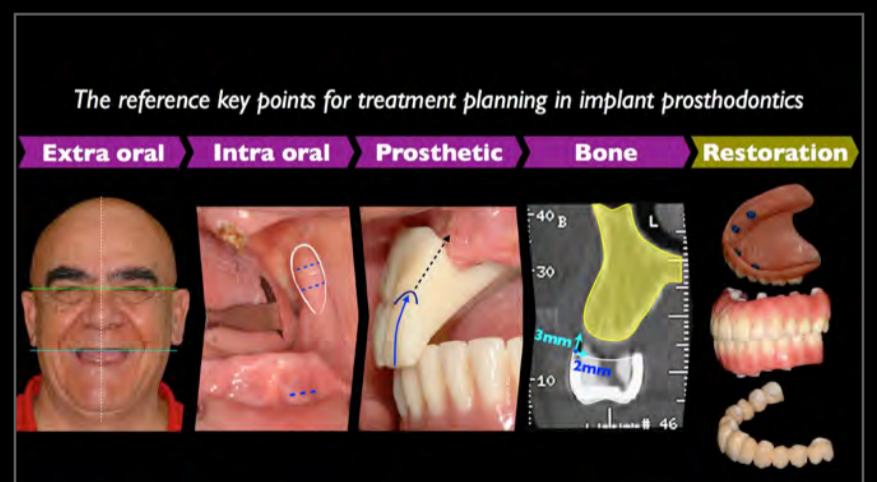 The reference key points for treatment planning in implant prosthodontics
Extra oral
Intra oral
Prosthetic
Bone
Restoration
40 B L
30
3mm
2mm
10
# 46